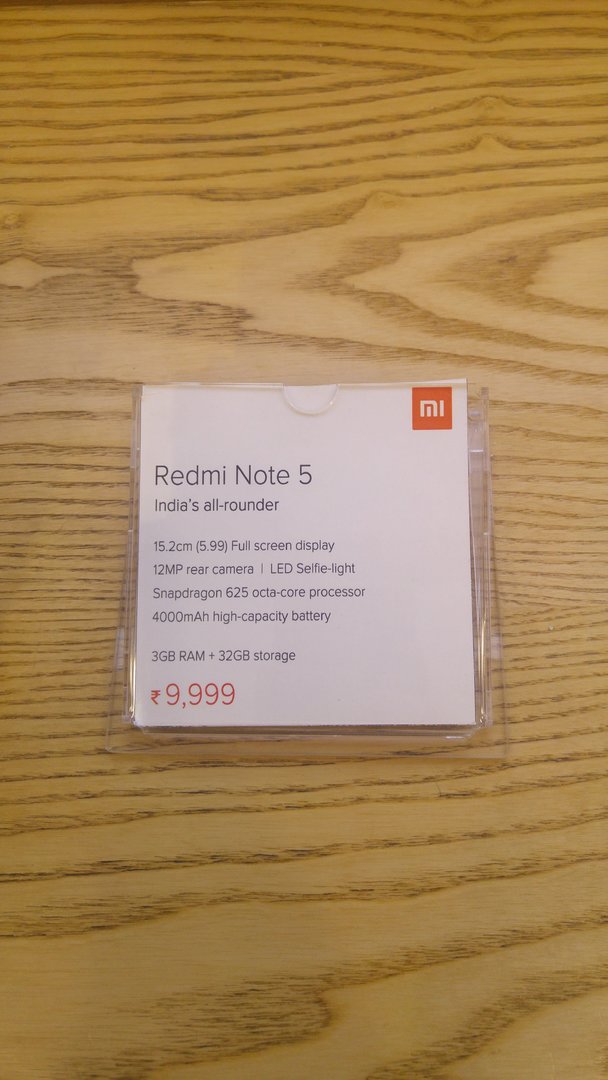 mi
Redmi Note 5
India's all-rounder
15.2cm (5.99) Full screen display
12MP rear camera | LED Selfie-light
Snapdragon 625 octa-core processor
4000mAh high-capacity battery
3GB RAM + 32GB storage
₹ 9,999